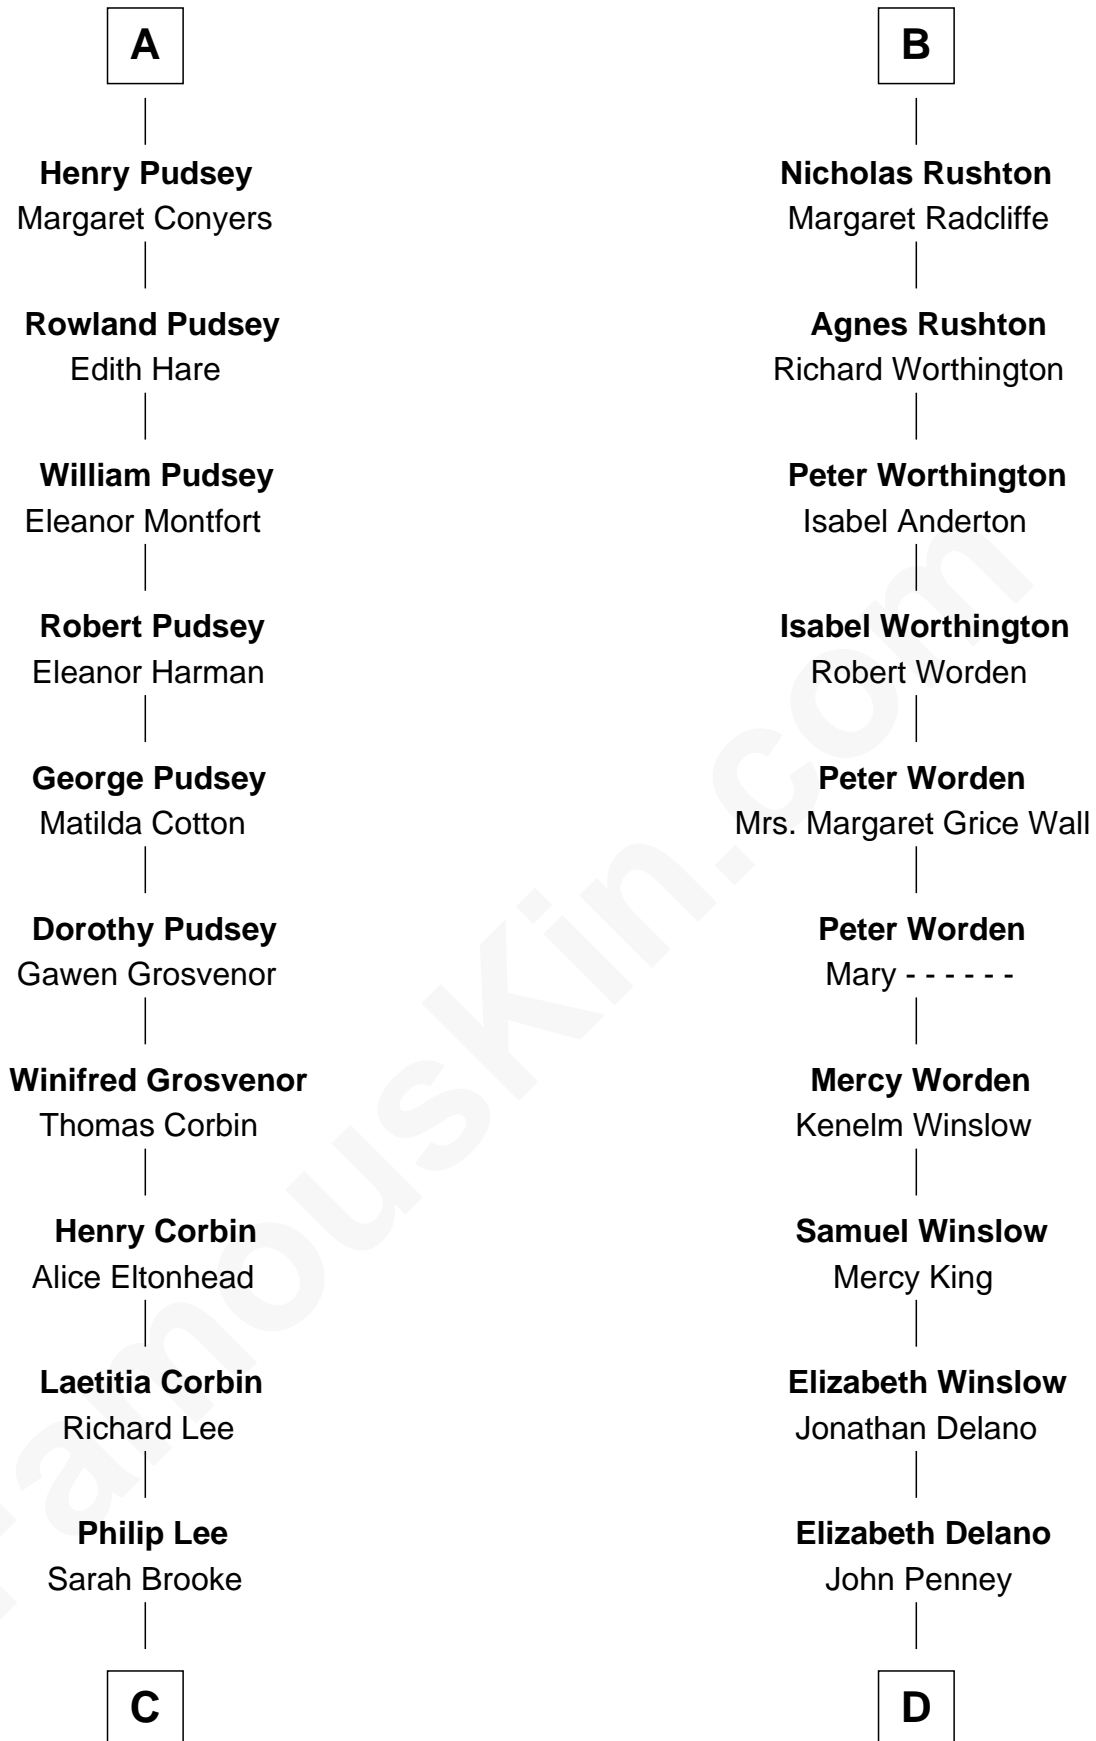 A
Henry Pudsey
Margaret Conyers
Rowland Pudsey
Edith Hare
William Pudsey
Eleanor Montfort
Robert Pudsey
Eleanor Harman
George Pudsey
Matilda Cotton
Dorothy Pudsey
Gawen Grosvenor
Winifred Grosvenor
Thomas Corbin
Henry Corbin
Alice Eltonhead
Laetitia Corbin
Richard Lee
Philip Lee
Sarah Brooke
C
B
Nicholas Rushton
Margaret Radcliffe
Agnes Rushton
Richard Worthington
Peter Worthington
Isabel Anderton
Isabel Worthington
Robert Worden
Peter Worden
Mrs. Margaret Grice Wall
Peter Worden
Mary - - - - - -
Mercy Worden
Kenelm Winslow
Samuel Winslow
Mercy King
Elizabeth Winslow
Jonathan Delano
Elizabeth Delano
John Penney
D
FamousKin.com